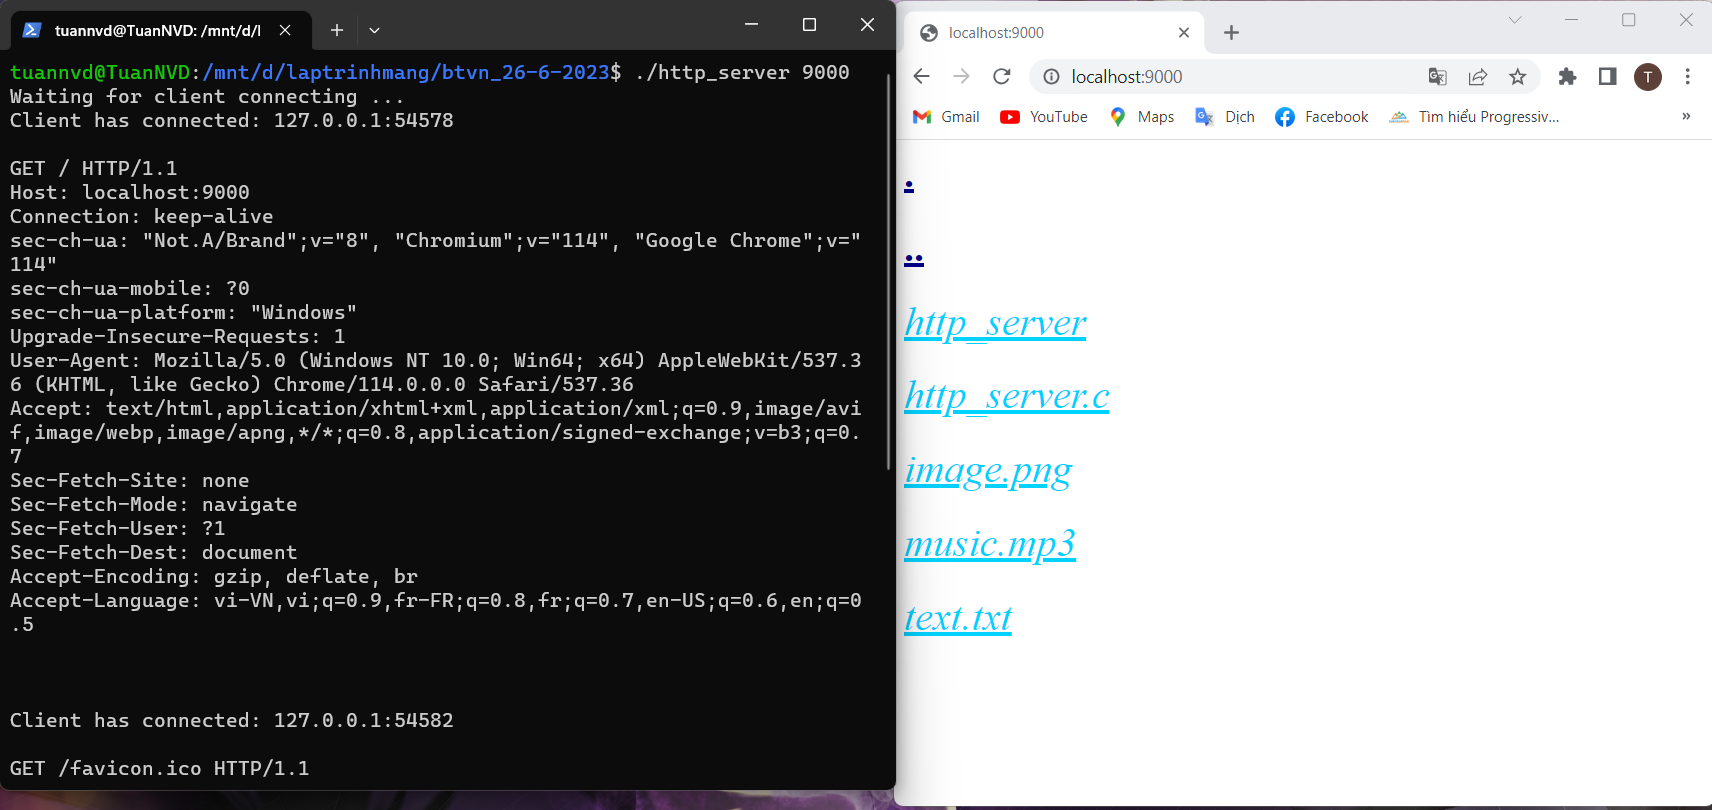 tuannvd@TuanNVD: /mnt/d/l
tuannvd@TuanNVD:/mnt/d/laptrinhmang/btvn_26-6-2023$ ./http_server 9000
Waiting for client connecting ...
Client has connected: 127.0.0.1:54578
GET / HTTP/1.1
Host: localhost:9000
Connection: keep-alive
sec-ch-ua: "Not.A/Brand";v="8", "Chromium";v="114", "Google Chrome";v="
114"
sec-ch-ua-mobile: ?0
sec-ch-ua-platform: "Windows"
Upgrade-Insecure-Requests: 1
User-Agent: Mozilla/5.0 (Windows NT 10.0; Win64; x64) AppleWebKit/537.3
6 (KHTML, like Gecko) Chrome/114.0.0.0 Safari/537.36
Accept: text/html,application/xhtml+xml,application/xml;q=0.9,image/avi
f,image/webp,image/apng,*/*;q=0.8,application/signed-exchange;v=b3;q=0.
7
Sec-Fetch-Site: none
Sec-Fetch-Mode: navigate
Sec-Fetch-User: ?1
Sec-Fetch-Dest: document
Accept-Encoding: gzip, deflate, br
Accept-Language: vi-VN,vi;q=0.9,fr-FR;q=0.8,fr;q=0.7,en-US;q=0.6,en;q=0
.5
Client has connected: 127.0.0.1:54582
GET /favicon.ico HTTP/1.1
localhost:9000
localhost:9000
T
Gmail YouTube Maps Dịch Facebook Tìm hiểu Progressiv... »
.
..
http_server
http_server.c
image.png
music.mp3
text.txt